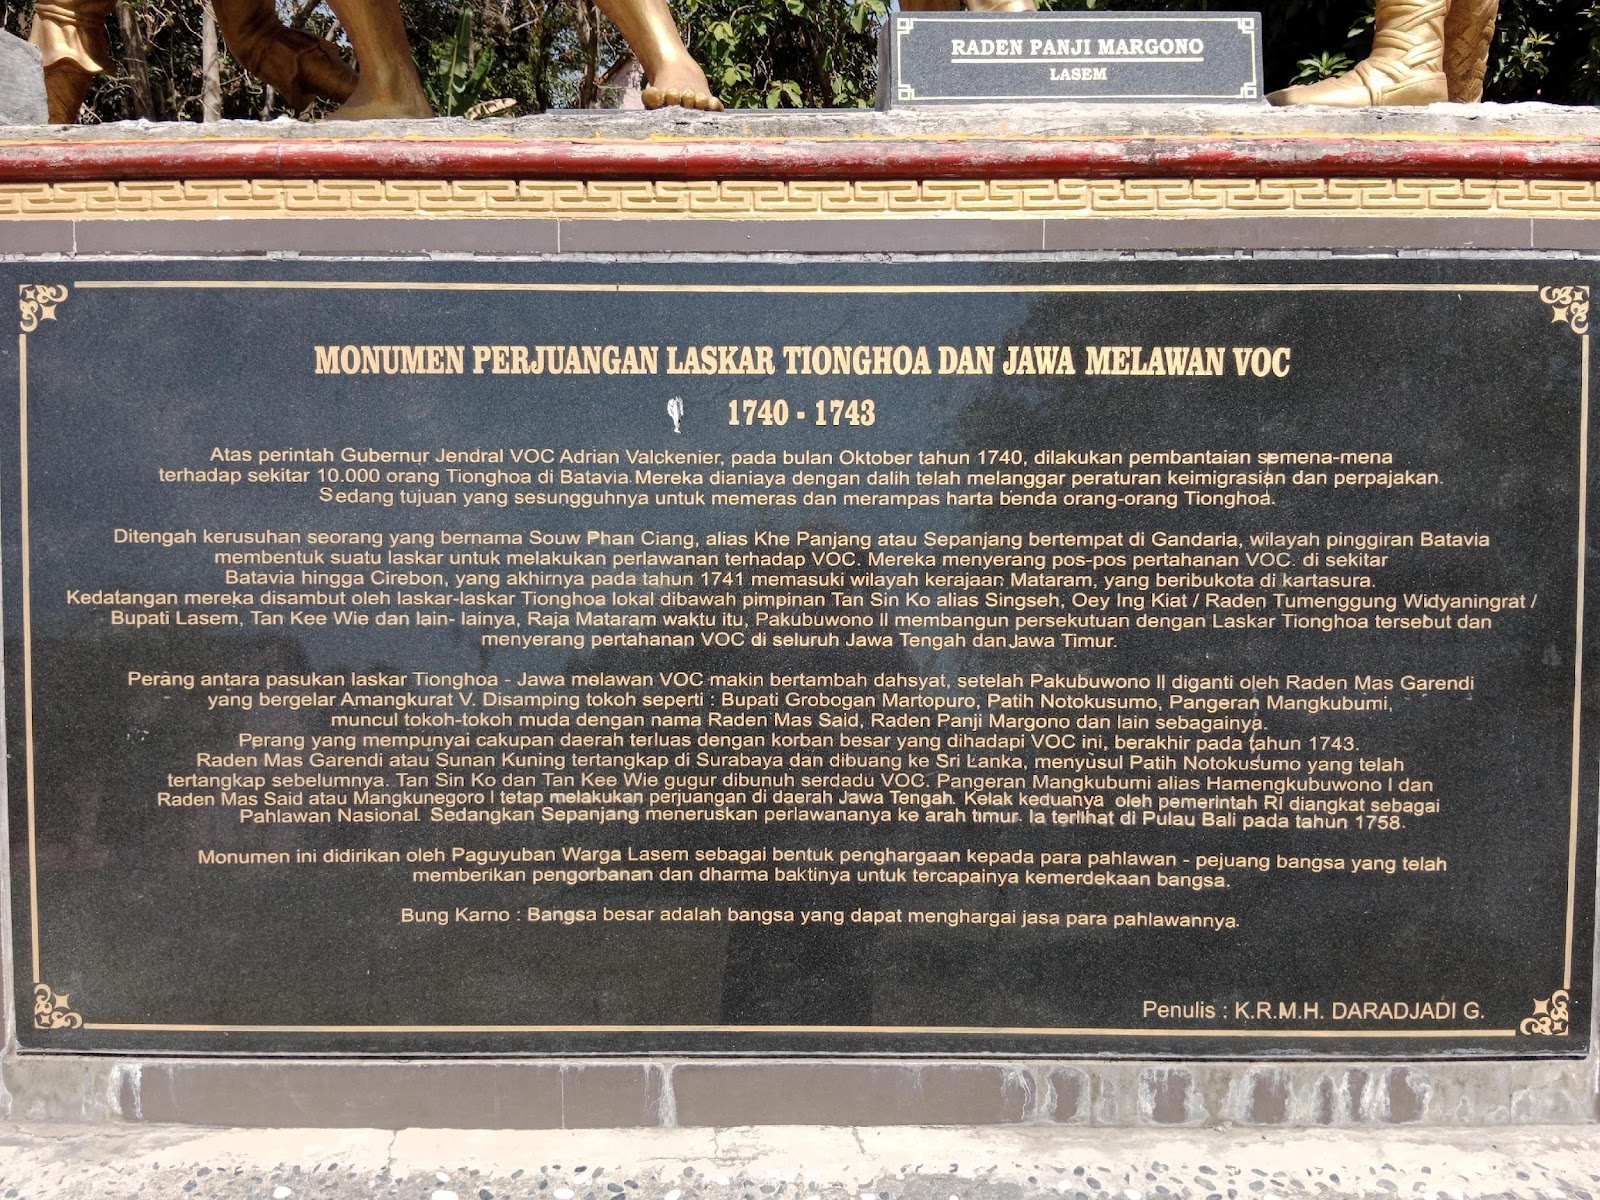 RADEN PANJI MARGONO
LASEM
MONUMEN PERJUANGAN LASKAR TIONGHOA DAN JAWA MELAWAN VOC
1740 - 1743
Atas perintah Gubernur Jendral VOC Adrian Valckenier, pada bulan Oktober tahun 1740, dilakukan pembantaian semena-mena
terhadap sekitar 10.000 orang Tionghoa di Batavia.Mereka dianiaya dengan dalih telah melanggar peraturan keimigrasian dan perpajakan.
Sedang tujuan yang sesungguhnya untuk memeras dan merampas harta benda orang-orang Tionghoa.
Ditengah kerusuhan seorang yang bernama Souw Phan Ciang, alias Khe Panjang atau Sepanjang bertempat di Gandaria, wilayah pinggiran Batavia
membentuk suatu laskar untuk melakukan perlawanan terhadap VOC. Mereka menyerang pos-pos pertahanan VOC. di sekitar
Batavia hingga Cirebon, yang akhirnya pada tahun 1741 memasuki wilayah kerajaan Mataram, yang beribukota di kartasura.
Kedatangan mereka disambut oleh laskar-laskar Tionghoa lokal dibawah pimpinan Tan Sin Ko alias Singseh, Oey Ing Kiat / Raden Tumenggung Widyaningrat /
Bupati Lasem, Tan Kee Wie dan lain- lainya, Raja Mataram waktu itu, Pakubuwono II membangun persekutuan dengan Laskar Tionghoa tersebut dan
menyerang pertahanan VOC di seluruh Jawa Tengah dan Jawa Timur.
Perang antara pasukan laskar Tionghoa - Jawa melawan VOC makin bertambah dahsyat, setelah Pakubuwono II diganti oleh Raden Mas Garendi
yang bergelar Amangkurat V. Disamping tokoh seperti : Bupati Grobogan Martopuro, Patih Notokusumo, Pangeran Mangkubumi,
muncul tokoh-tokoh muda dengan nama Raden Mas Said, Raden Panji Margono dan lain sebagainya.
Perang yang mempunyai cakupan daerah terluas dengan korban besar yang dihadapi VOC ini, berakhir pada tahun 1743.
Raden Mas Garendi atau Sunan Kuning tertangkap di Surabaya dan dibuang ke Sri Lanka, menyusul Patih Notokusumo yang telah
tertangkap sebelumnya. Tan Sin Ko dan Tan Kee Wie gugur dibunuh serdadu VOC. Pangeran Mangkubumi alias Hamengkubuwono I dan
Raden Mas Said atau Mangkunegoro I tetap melakukan perjuangan di daerah Jawa Tengah. Kelak keduanya oleh pemerintah RI diangkat sebagai
Pahlawan Nasional. Sedangkan Sepanjang meneruskan perlawananya ke arah timur. Ia terlihat di Pulau Bali pada tahun 1758.
Monumen ini didirikan oleh Paguyuban Warga Lasem sebagai bentuk penghargaan kepada para pahlawan - pejuang bangsa yang telah
memberikan pengorbanan dan dharma baktinya untuk tercapainya kemerdekaan bangsa.
Bung Karno : Bangsa besar adalah bangsa yang dapat menghargai jasa para pahlawannya.
Penulis : K.R.M.H. DARADJADI G.